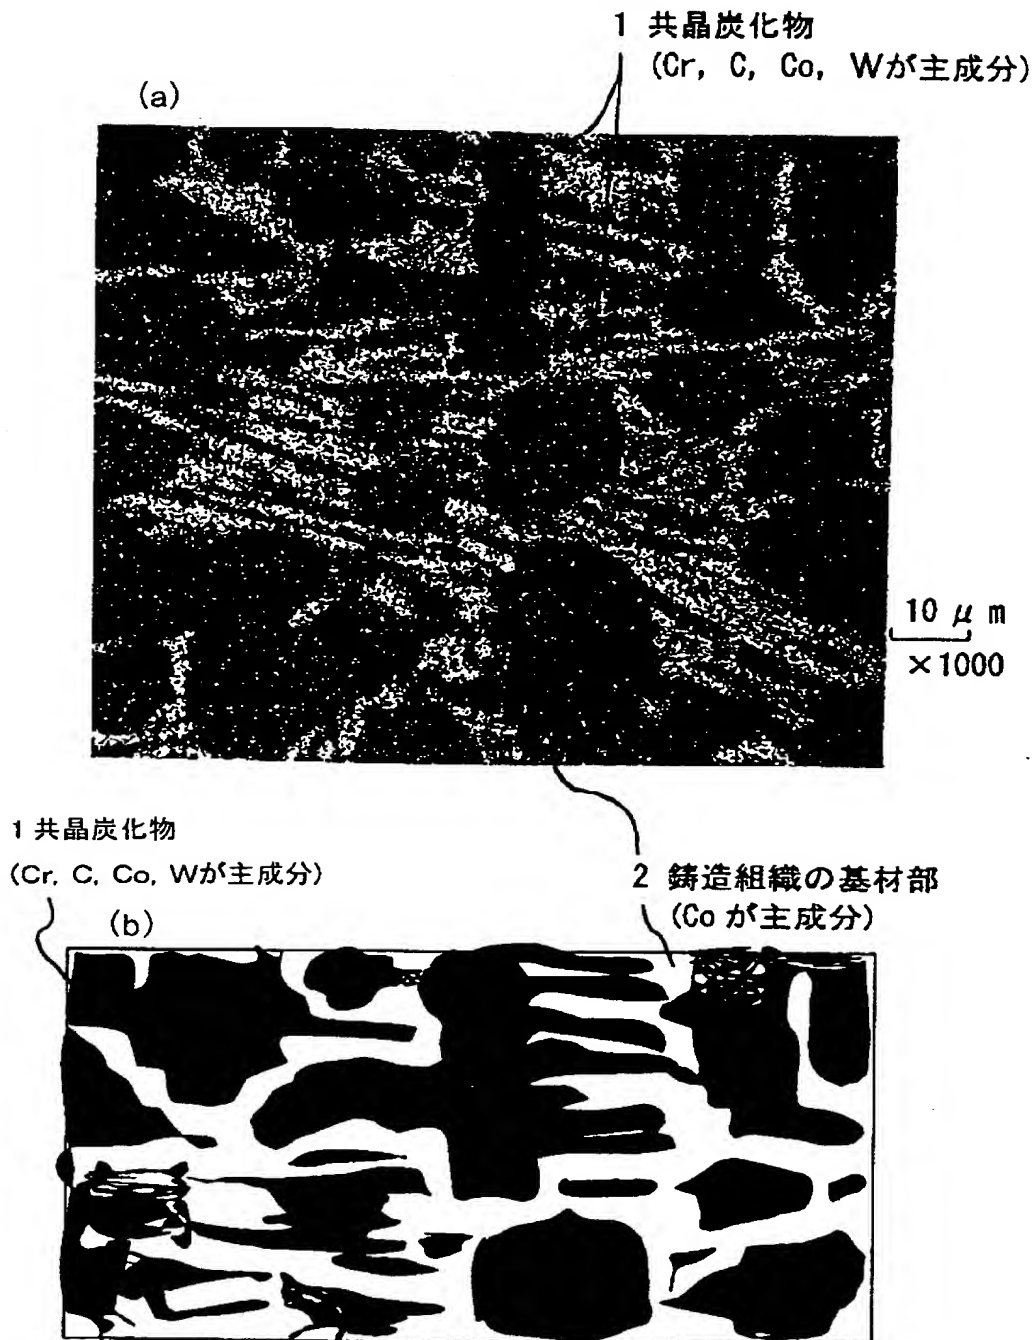 1 共晶炭化物
(Cr, C, Co, Wが主成分)
(a)
10 μm
×1000
1 共晶炭化物
(Cr, C, Co, Wが主成分)
2 鋳造組織の基材部
(Coが主成分)
(b)